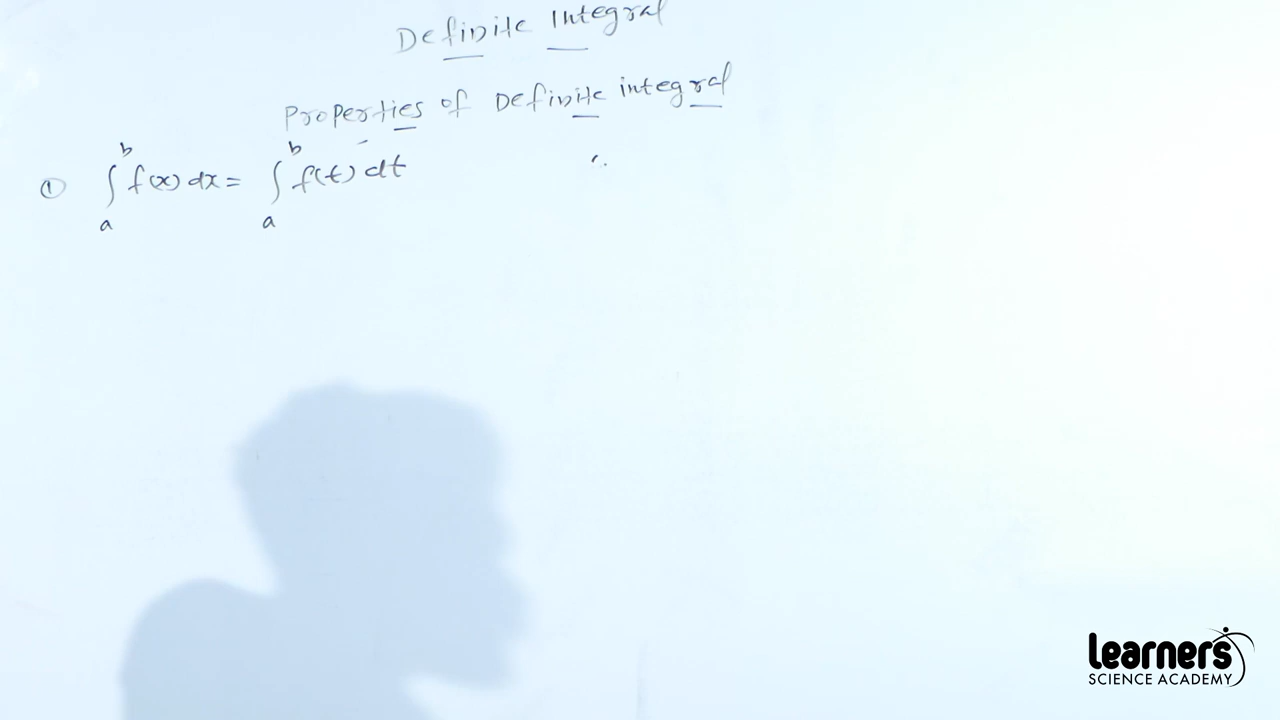 Definite Integral
Properties of Definite integral
① ∫ₐᵇ f(x) dx = ∫ₐᵇ f(t) dt
Learners
SCIENCE ACADEMY